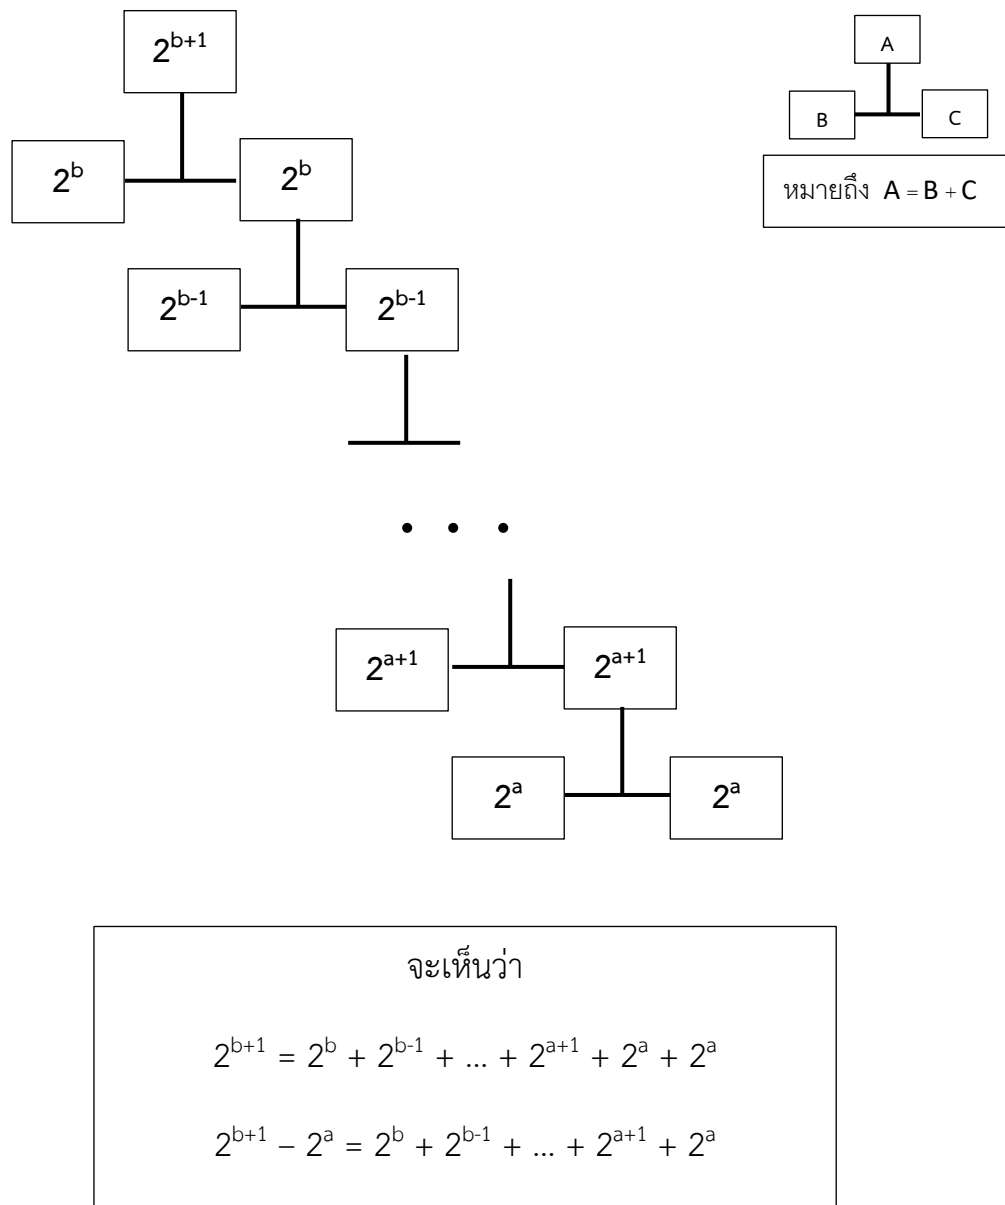 2^{b+1}
A
B
C
2^b
2^b
หมายถึง A = B + C
2^{b-1}
2^{b-1}
. . .
2^{a+1}
2^{a+1}
2^a
2^a
จะเห็นว่า
2^{b+1} = 2^b + 2^{b-1} + ... + 2^{a+1} + 2^a + 2^a
2^{b+1} – 2^a = 2^b + 2^{b-1} + ... + 2^{a+1} + 2^a